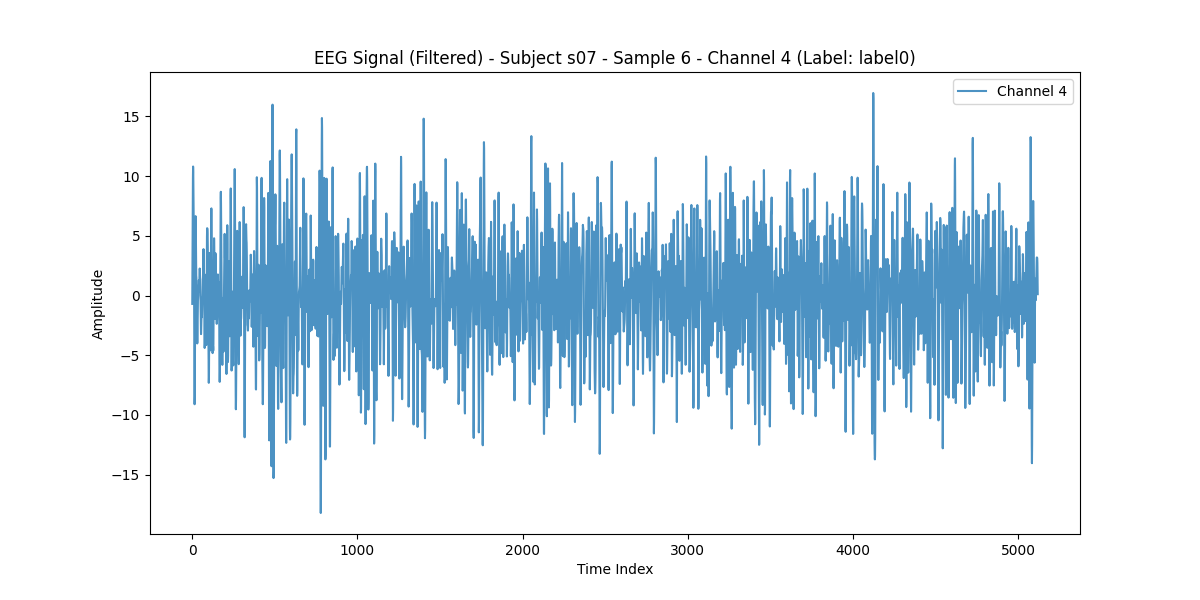 EEG Signal (Filtered) - Subject s07 - Sample 6 - Channel 4 (Label: label0)
Channel 4
15
10
5
0
−5
−10
−15
Amplitude
0 1000 2000 3000 4000 5000
Time Index